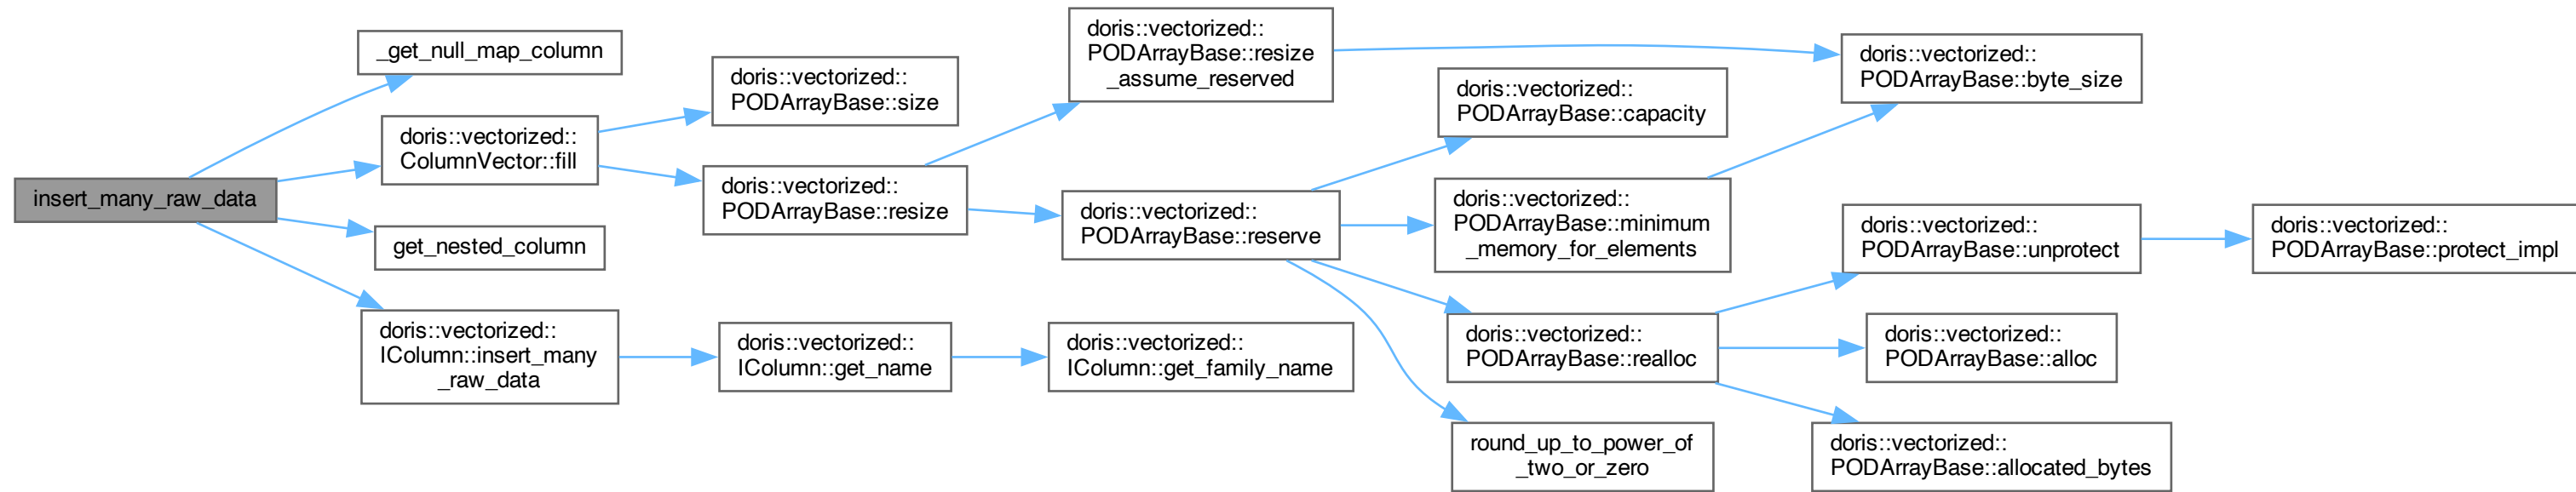 insert_many_raw_data
_get_null_map_column
doris::vectorized::
ColumnVector::fill
get_nested_column
doris::vectorized::
IColumn::insert_many
_raw_data
doris::vectorized::
PODArrayBase::size
doris::vectorized::
PODArrayBase::resize
doris::vectorized::
IColumn::get_name
doris::vectorized::
PODArrayBase::resize
_assume_reserved
doris::vectorized::
PODArrayBase::reserve
doris::vectorized::
IColumn::get_family_name
doris::vectorized::
PODArrayBase::capacity
doris::vectorized::
PODArrayBase::minimum
_memory_for_elements
doris::vectorized::
PODArrayBase::realloc
round_up_to_power_of
_two_or_zero
doris::vectorized::
PODArrayBase::byte_size
doris::vectorized::
PODArrayBase::unprotect
doris::vectorized::
PODArrayBase::alloc
doris::vectorized::
PODArrayBase::allocated_bytes
doris::vectorized::
PODArrayBase::protect_impl